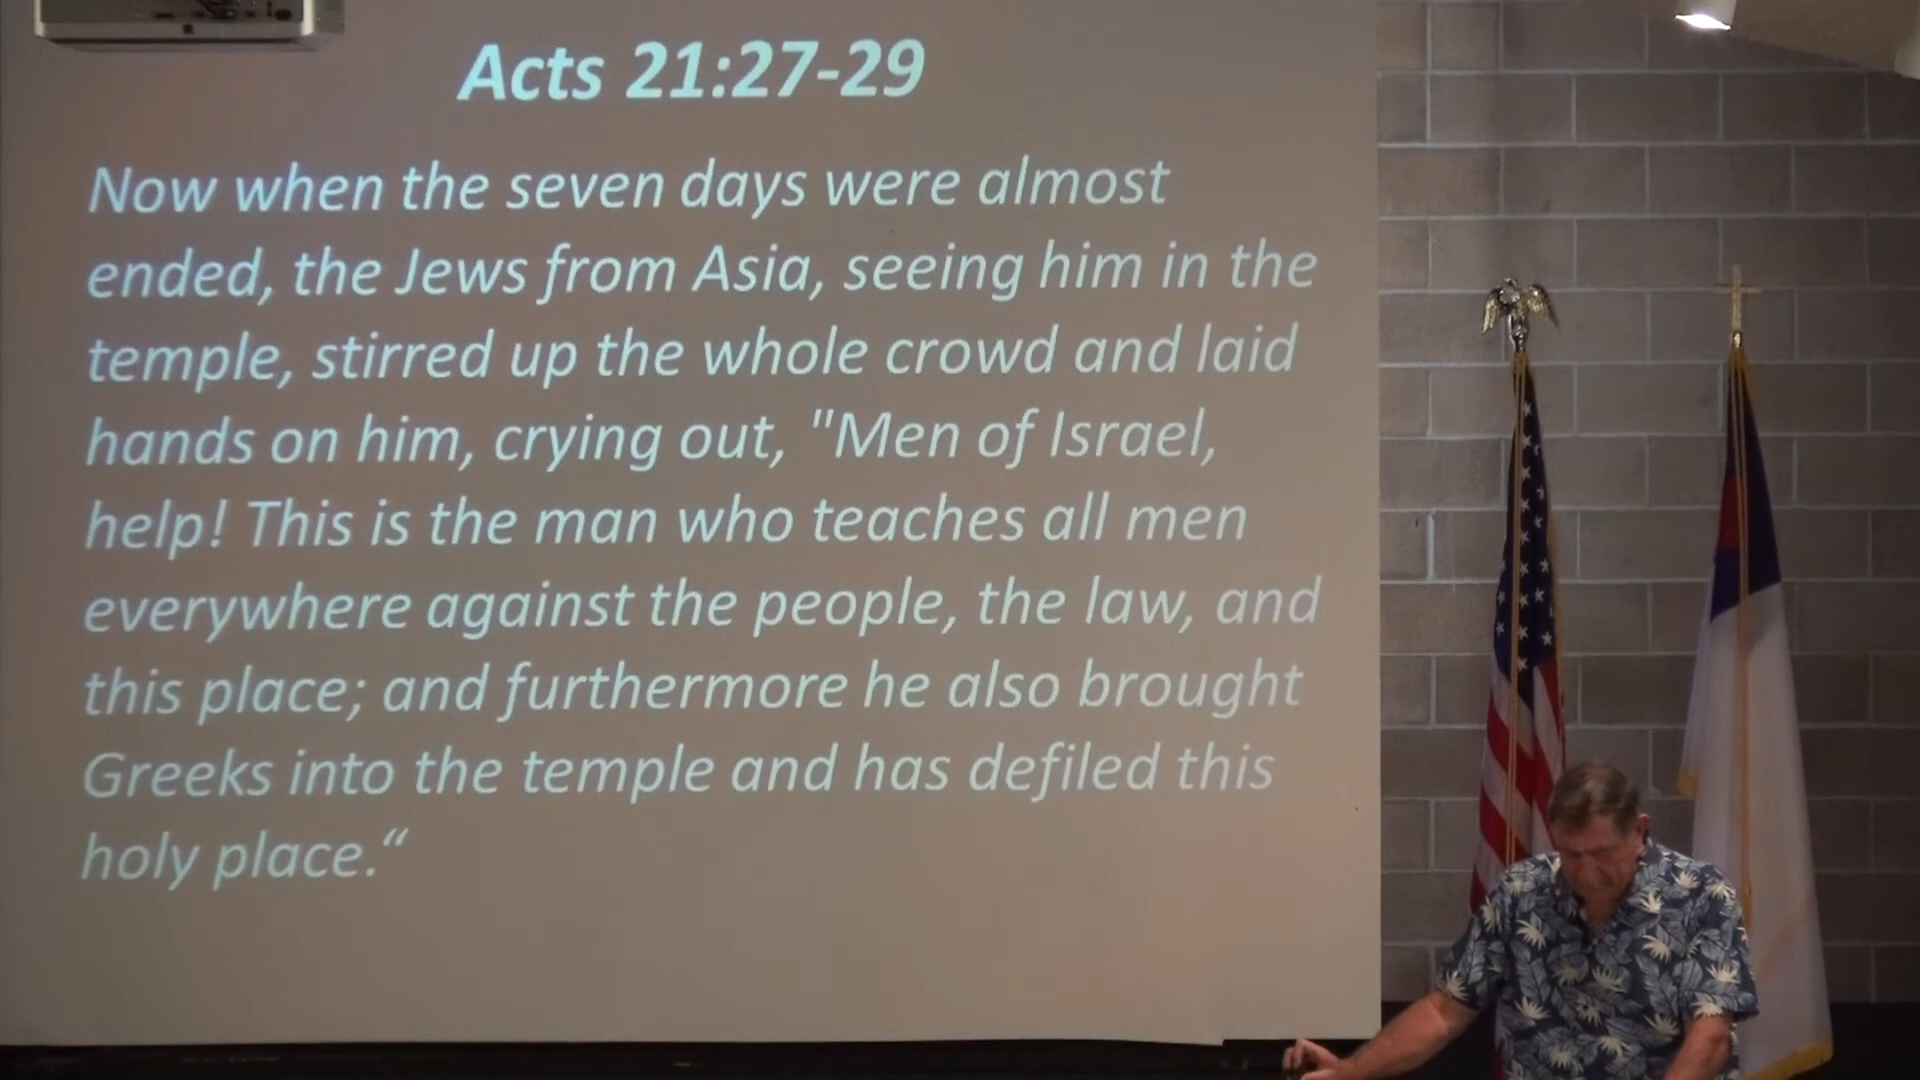 Acts 21:27-29
Now when the seven days were almost
ended, the Jews from Asia, seeing him in the
temple, stirred up the whole crowd and laid
hands on him, crying out, "Men of Israel,
help! This is the man who teaches all men
everywhere against the people, the law, and
this place; and furthermore he also brought
Greeks into the temple and has defiled this
holy place.“